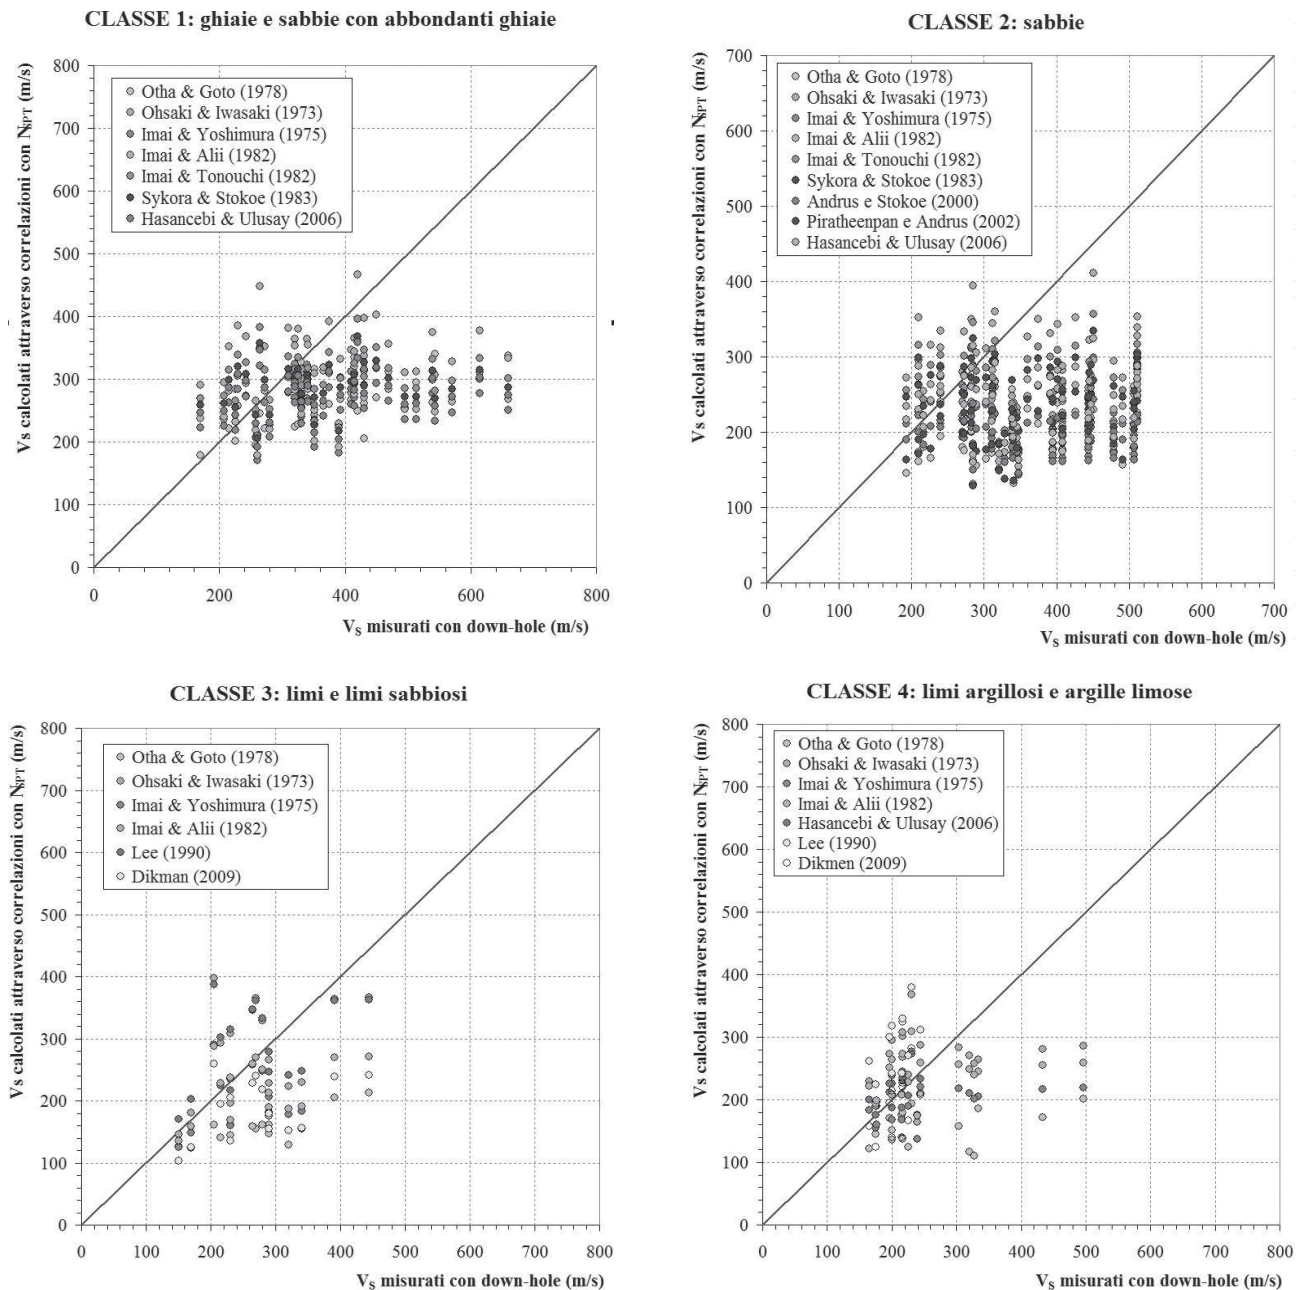 CLASSE 1: ghiaie e sabbie con abbondanti ghiaie
Vs calcolati attraverso correlazioni con NSPT (m/s)
800
700
600
500
400
300
200
100
0
Otha & Goto (1978)
Ohsaki & Iwasaki (1973)
Imai & Yoshimura (1975)
Imai & Alii (1982)
Imai & Tonouchi (1982)
Sykora & Stokoe (1983)
Hasancebi & Ulusay (2006)
0 200 400 600 800
VS misurati con down-hole (m/s)
CLASSE 2: sabbie
Vs calcolati attraverso correlazioni con NSPT (m/s)
700
600
500
400
300
200
100
0
Otha & Goto (1978)
Ohsaki & Iwasaki (1973)
Imai & Yoshimura (1975)
Imai & Alii (1982)
Imai & Tonouchi (1982)
Sykora & Stokoe (1983)
Andrus e Stokoe (2000)
Piratheenpan e Andrus (2002)
Hasancebi & Ulusay (2006)
0 100 200 300 400 500 600 700
VS misurati con down-hole (m/s)
CLASSE 3: limi e limi sabbiosi
Vs calcolati attraverso correlazioni con NSPT (m/s)
800
700
600
500
400
300
200
100
0
Otha & Goto (1978)
Ohsaki & Iwasaki (1973)
Imai & Yoshimura (1975)
Imai & Alii (1982)
Lee (1990)
Dikman (2009)
0 100 200 300 400 500 600 700 800
VS misurati con down-hole (m/s)
CLASSE 4: limi argillosi e argille limose
Vs calcolati attraverso correlazioni con NSPT (m/s)
800
700
600
500
400
300
200
100
0
Otha & Goto (1978)
Ohsaki & Iwasaki (1973)
Imai & Yoshimura (1975)
Imai & Alii (1982)
Hasancebi & Ulusay (2006)
Lee (1990)
Dikmen (2009)
0 100 200 300 400 500 600 700 800
VS misurati con down-hole (m/s)